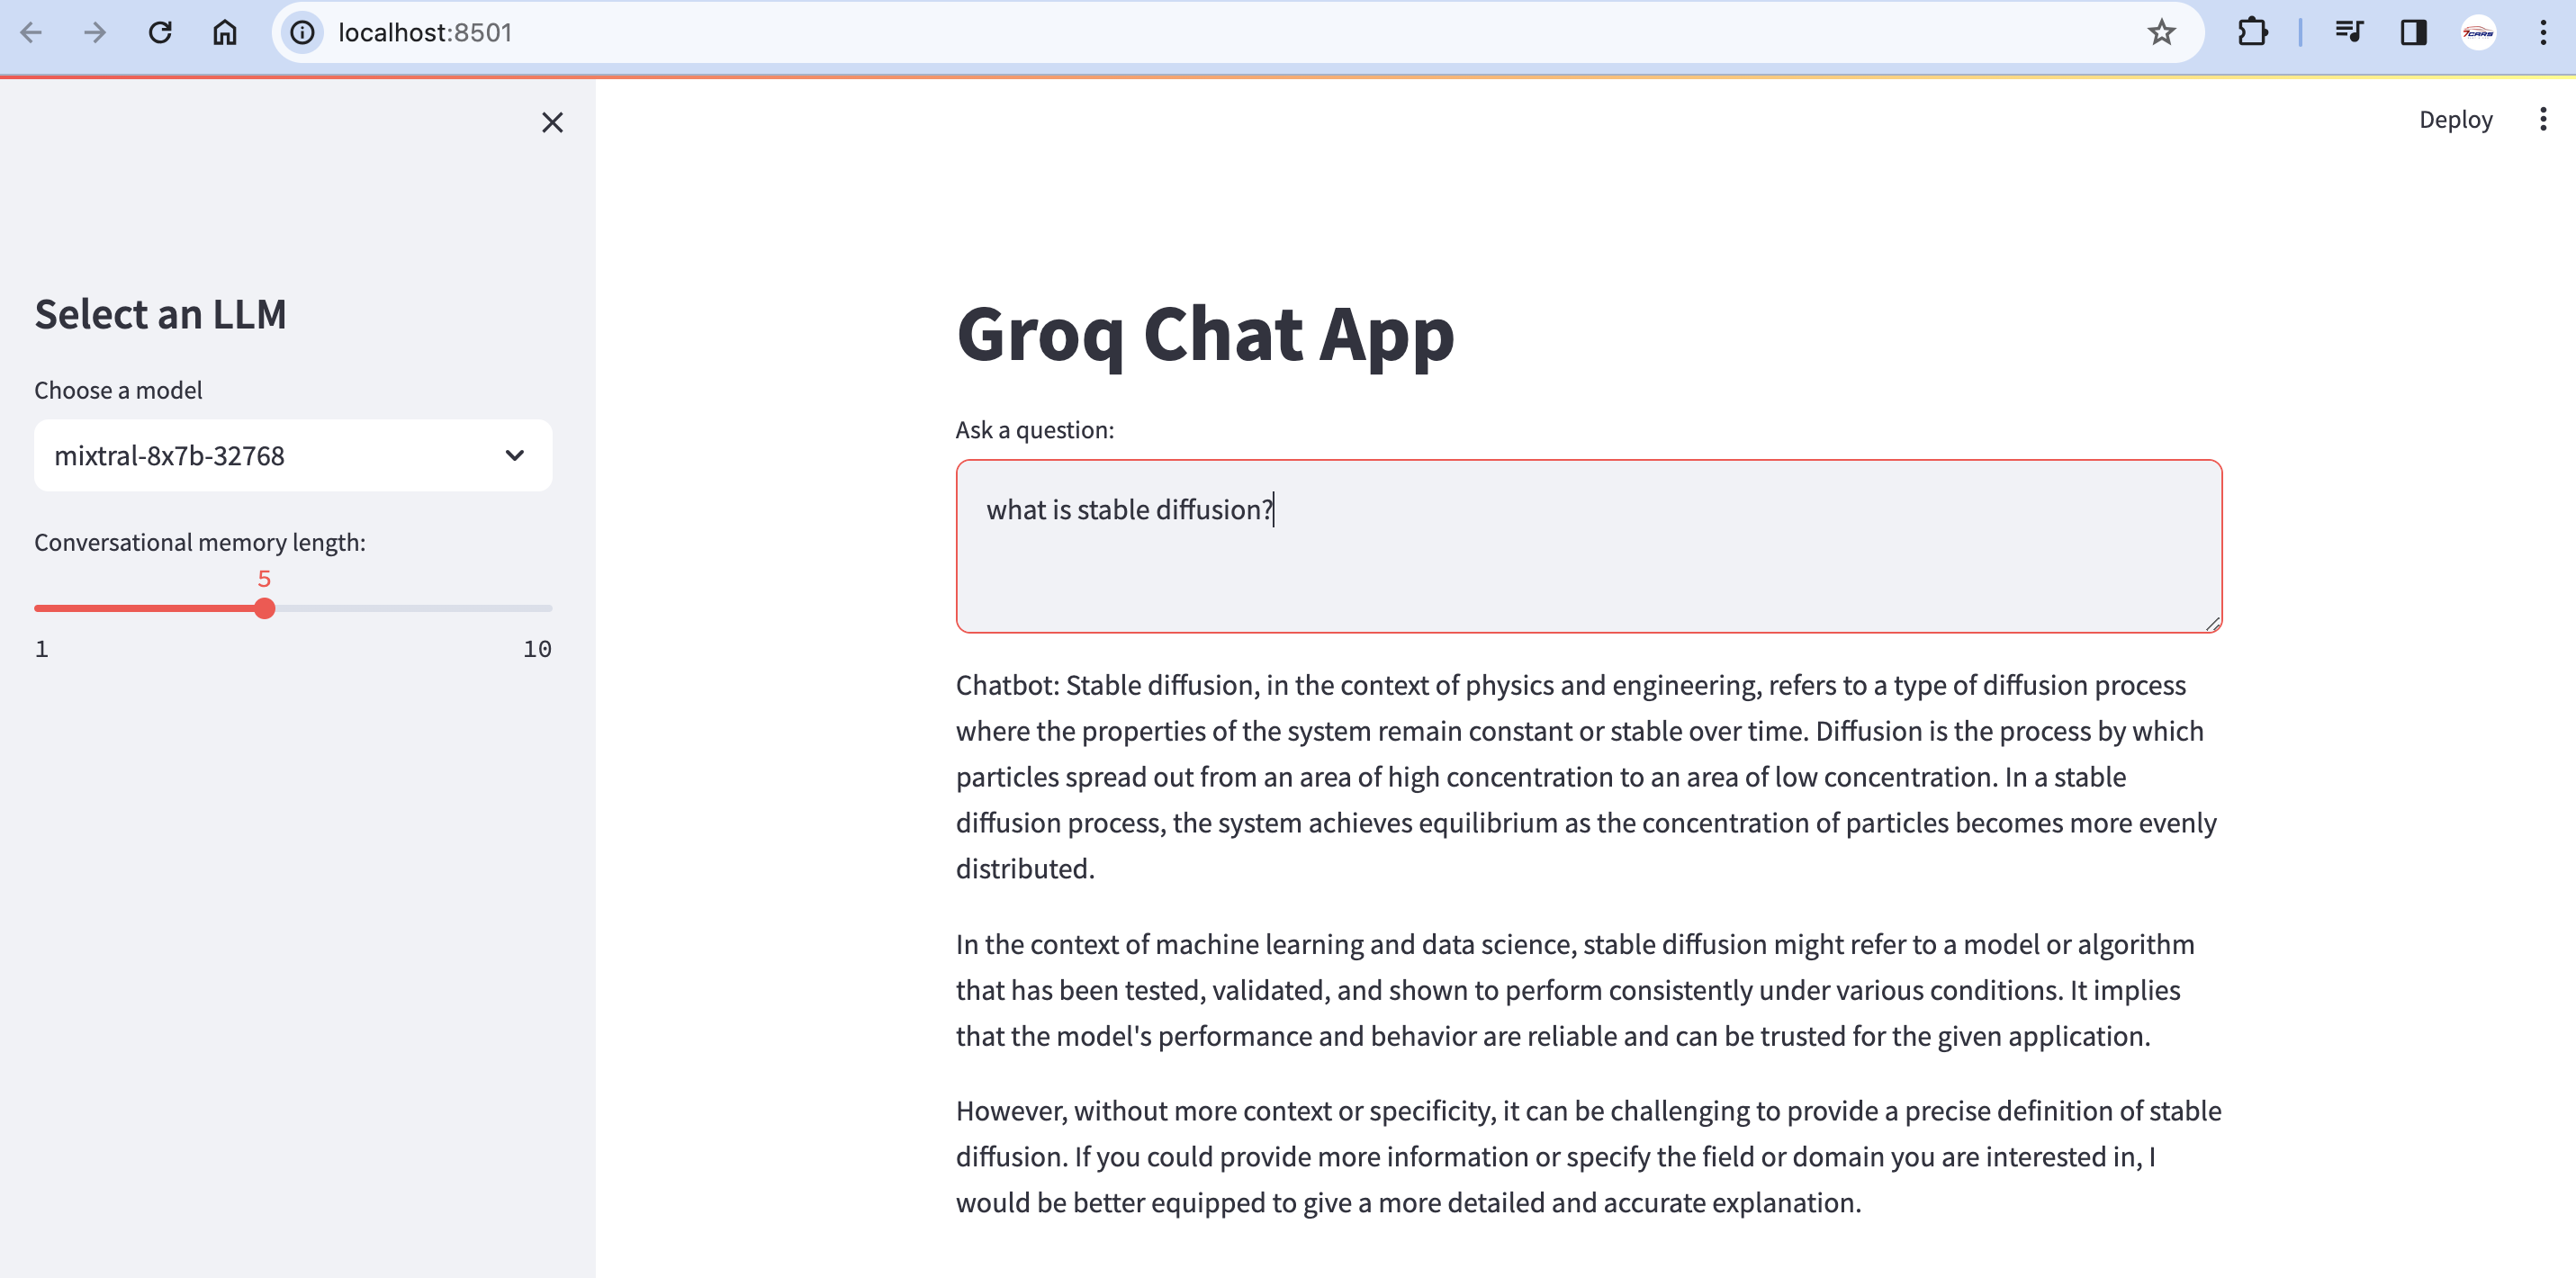 localhost:8501
7CARS
Deploy
Select an LLM
Choose a model
mixtral-8x7b-32768
Conversational memory length:
5
1 10
Groq Chat App
Ask a question:
what is stable diffusion?
Chatbot: Stable diffusion, in the context of physics and engineering, refers to a type of diffusion process
where the properties of the system remain constant or stable over time. Diffusion is the process by which
particles spread out from an area of high concentration to an area of low concentration. In a stable
diffusion process, the system achieves equilibrium as the concentration of particles becomes more evenly
distributed.
In the context of machine learning and data science, stable diffusion might refer to a model or algorithm
that has been tested, validated, and shown to perform consistently under various conditions. It implies
that the model's performance and behavior are reliable and can be trusted for the given application.
However, without more context or specificity, it can be challenging to provide a precise definition of stable
diffusion. If you could provide more information or specify the field or domain you are interested in, I
would be better equipped to give a more detailed and accurate explanation.